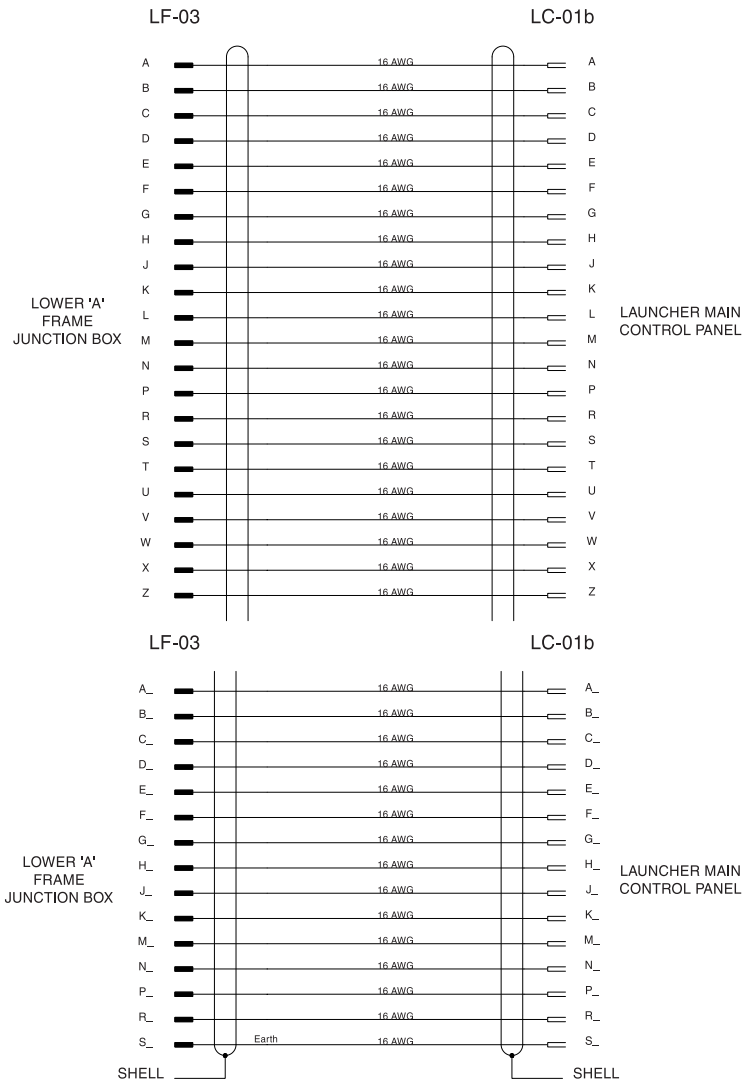 LF-03 LC-01b
A 16 AWG A
B 16 AWG B
C 16 AWG C
D 16 AWG D
E 16 AWG E
F 16 AWG F
G 16 AWG G
H 16 AWG H
J 16 AWG J
K 16 AWG K
L 16 AWG L
M 16 AWG M
N 16 AWG N
P 16 AWG P
R 16 AWG R
S 16 AWG S
T 16 AWG T
U 16 AWG U
V 16 AWG V
W 16 AWG W
X 16 AWG X
Z 16 AWG Z
LOWER 'A'
FRAME
JUNCTION BOX
LAUNCHER MAIN
CONTROL PANEL
LF-03 LC-01b
A_ 16 AWG A_
B_ 16 AWG B_
C_ 16 AWG C_
D_ 16 AWG D_
E_ 16 AWG E_
F_ 16 AWG F_
G_ 16 AWG G_
H_ 16 AWG H_
J_ 16 AWG J_
K_ 16 AWG K_
M_ 16 AWG M_
N_ 16 AWG N_
P_ 16 AWG P_
R_ 16 AWG R_
S_ Earth 16 AWG S_
LOWER 'A'
FRAME
JUNCTION BOX
LAUNCHER MAIN
CONTROL PANEL
SHELL SHELL